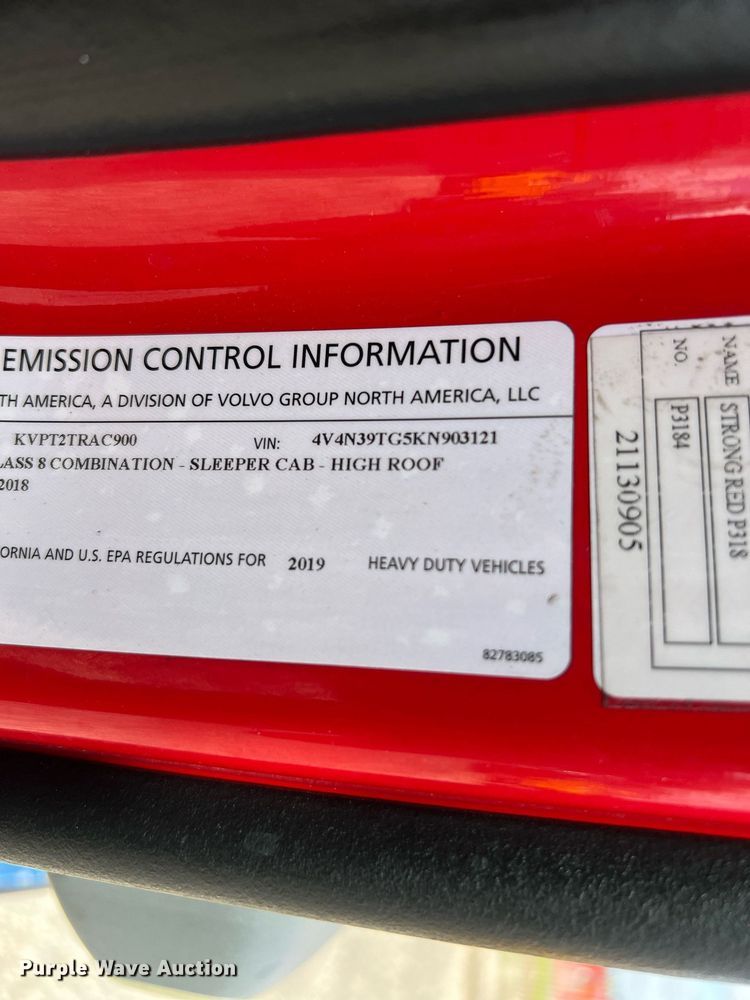 EMISSION CONTROL INFORMATION
TH AMERICA, A DIVISION OF VOLVO GROUP NORTH AMERICA, LLC
KVPT2TRAC900 VIN: 4V4N39TG5KN903121
LASS 8 COMBINATION - SLEEPER CAB - HIGH ROOF
2018
ORNIA AND U.S. EPA REGULATIONS FOR 2019 HEAVY DUTY VEHICLES
82783085
NAME STRONG RED P318
NO. P3184
21130905
Purple Wave Auction